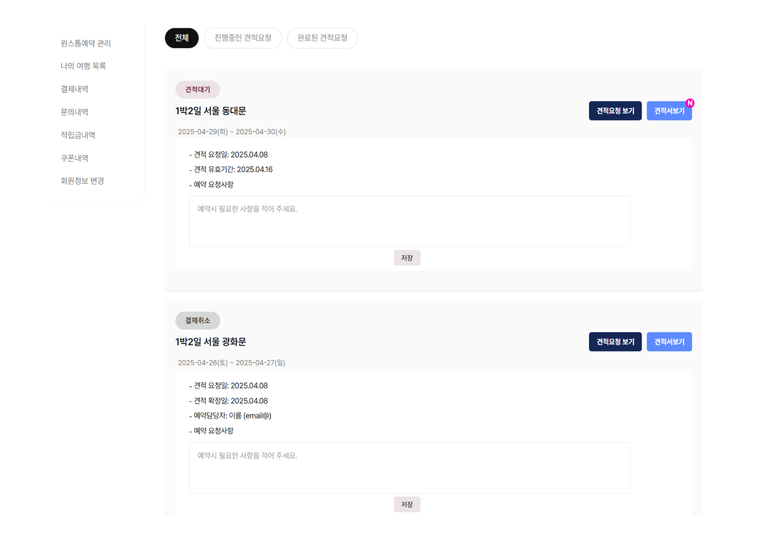 원스톱예약 관리
나의 여행 목록
결제내역
문의내역
적립금내역
쿠폰내역
회원정보 변경
전체
진행중인 견적요청
완료된 견적요청
견적대기
1박2일 서울 동대문
견적요청 보기
견적서보기
N
2025-04-29(화) ~ 2025-04-30(수)
- 견적 요청일: 2025.04.08
- 견적 유효기간: 2025.04.16
- 예약 요청사항
예약시 필요한 사항을 적어 주세요.
저장
결제취소
1박2일 서울 광화문
견적요청 보기
견적서보기
2025-04-26(토) ~ 2025-04-27(일)
- 견적 요청일: 2025.04.08
- 견적 확정일: 2025.04.08
- 예약담당자: 이름 (email@)
- 예약 요청사항
예약시 필요한 사항을 적어 주세요.
저장